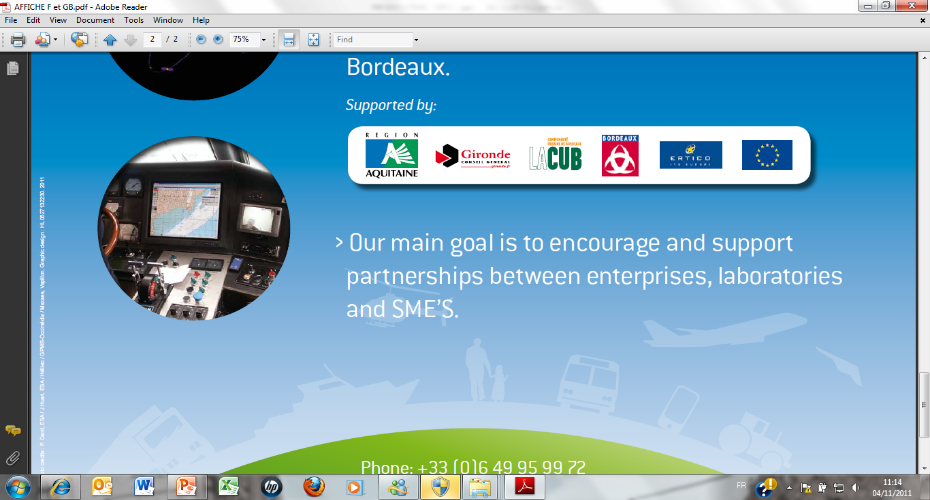 AFFICHE F et GB.pdf - Adobe Reader
File Edit View Document Tools Window Help
2 / 2 75% Find
Bordeaux.
Supported by:
REGION
AQUITAINE
Gironde
CONSEIL GENERAL
LACUB
BORDEAUX
ERTICO
> Our main goal is to encourage and support
partnerships between enterprises, laboratories
and SME'S.
Phone: +33 (0)6 49 95 99 72
FR
11:14
04/11/2011